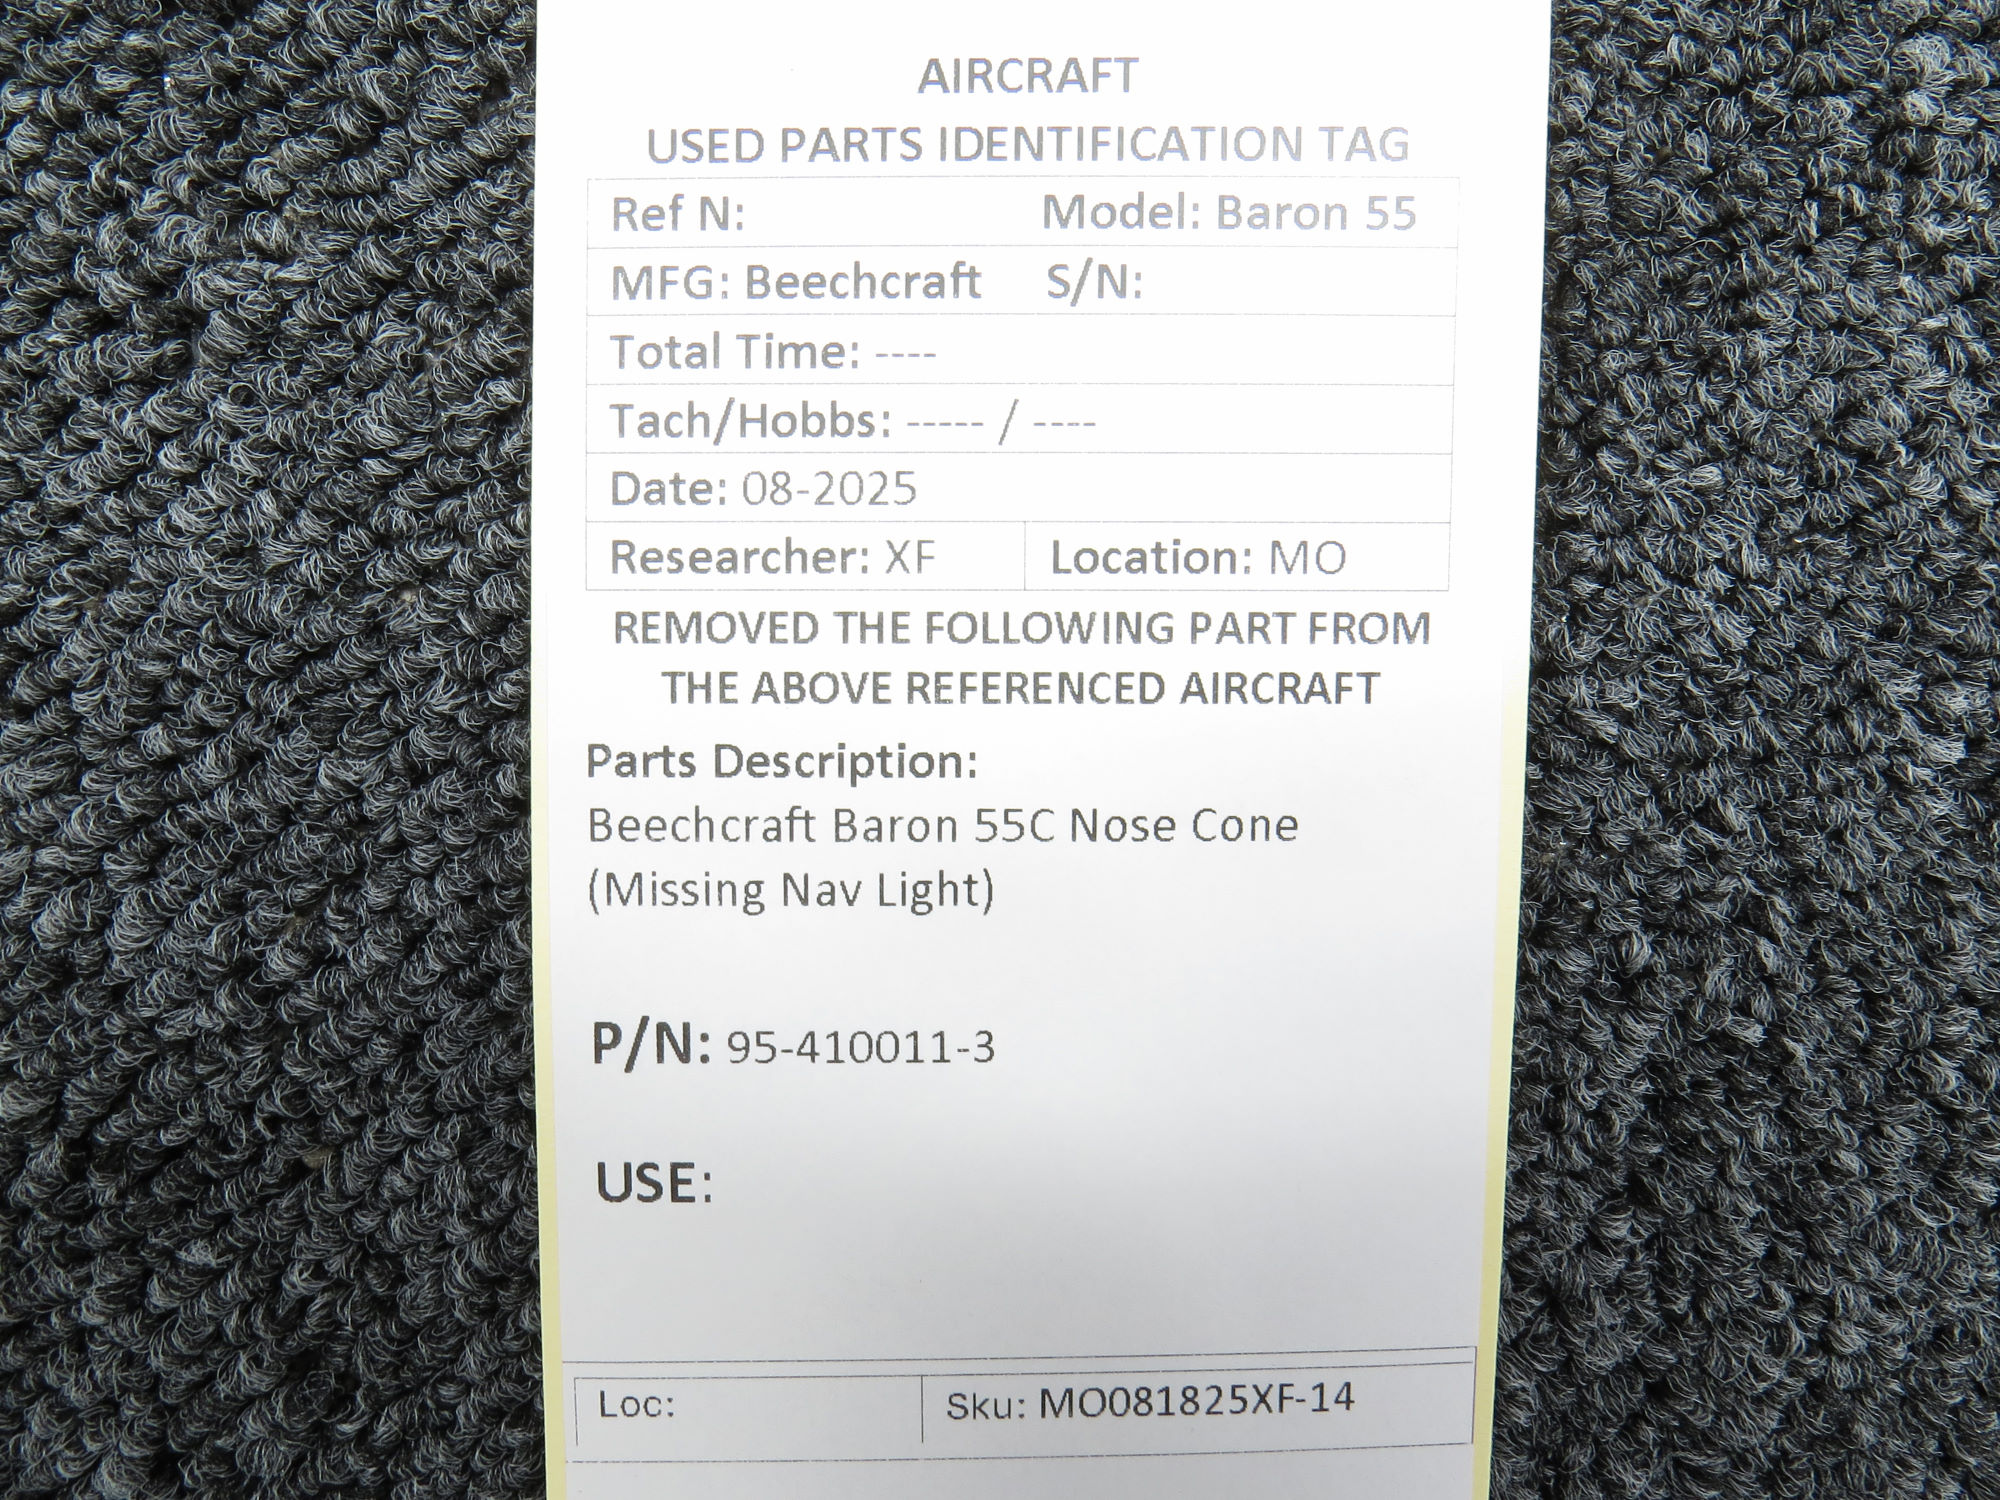 AIRCRAFT
USED PARTS IDENTIFICATION TAG
Ref N: Model: Baron 55
MFG: Beechcraft S/N:
Total Time: ----
Tach/Hobbs: ----- / ----
Date: 08-2025
Researcher: XF Location: MO
REMOVED THE FOLLOWING PART FROM
THE ABOVE REFERENCED AIRCRAFT
Parts Description:
Beechcraft Baron 55C Nose Cone
(Missing Nav Light)
P/N: 95-410011-3
USE:
Loc: Sku: MO081825XF-14